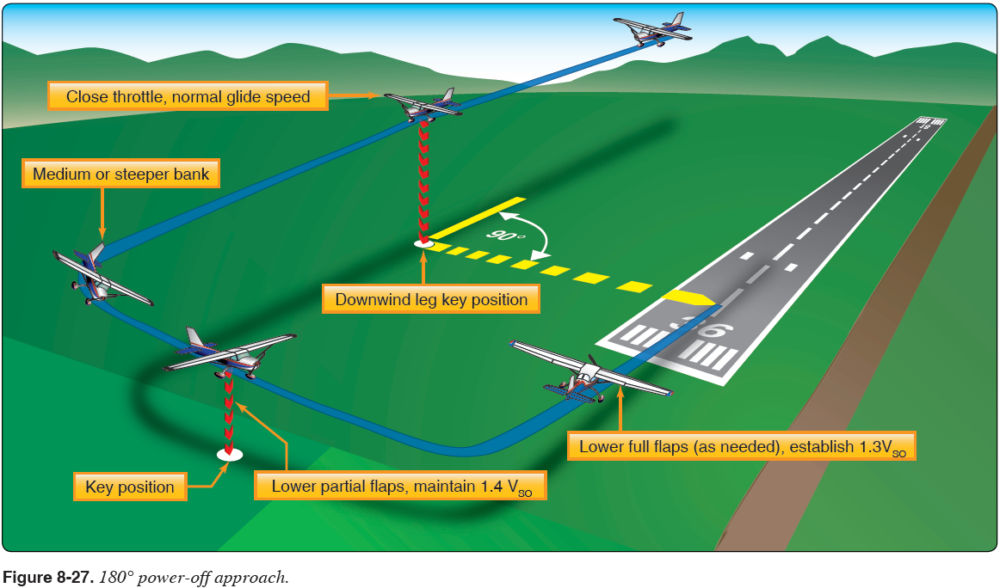 Close throttle, normal glide speed
18
Medium or steeper bank
90°
Downwind leg key position
36
Lower full flaps (as needed), establish 1.3VSO
Key position
Lower partial flaps, maintain 1.4 VSO
Figure 8-27. 180° power-off approach.